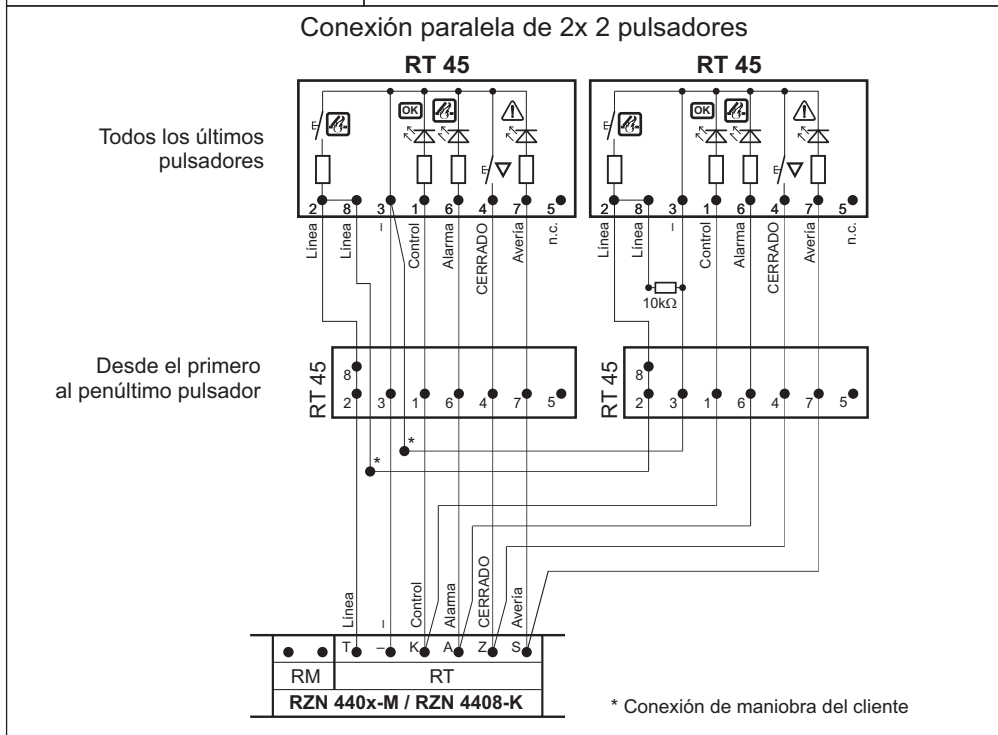 Conexión paralela de 2x 2 pulsadores
RT 45
RT 45
Todos los últimos
pulsadores
OK
OK
2 8 3 1 6 4 7 5
2 8 3 1 6 4 7 5
Línea
Línea
–
Control
Alarma
CERRADO
Avería
n.c.
Línea
Línea
–
Control
Alarma
CERRADO
Avería
n.c.
10kΩ
Desde el primero
al penúltimo pulsador
RT 45
8
2 3 1 6 4 7 5
RT 45
8
2 3 1 6 4 7 5
*
*
Línea
–
Control
Alarma
CERRADO
Avería
T – K A Z S
RM RT
RZN 440x-M / RZN 4408-K
* Conexión de maniobra del cliente